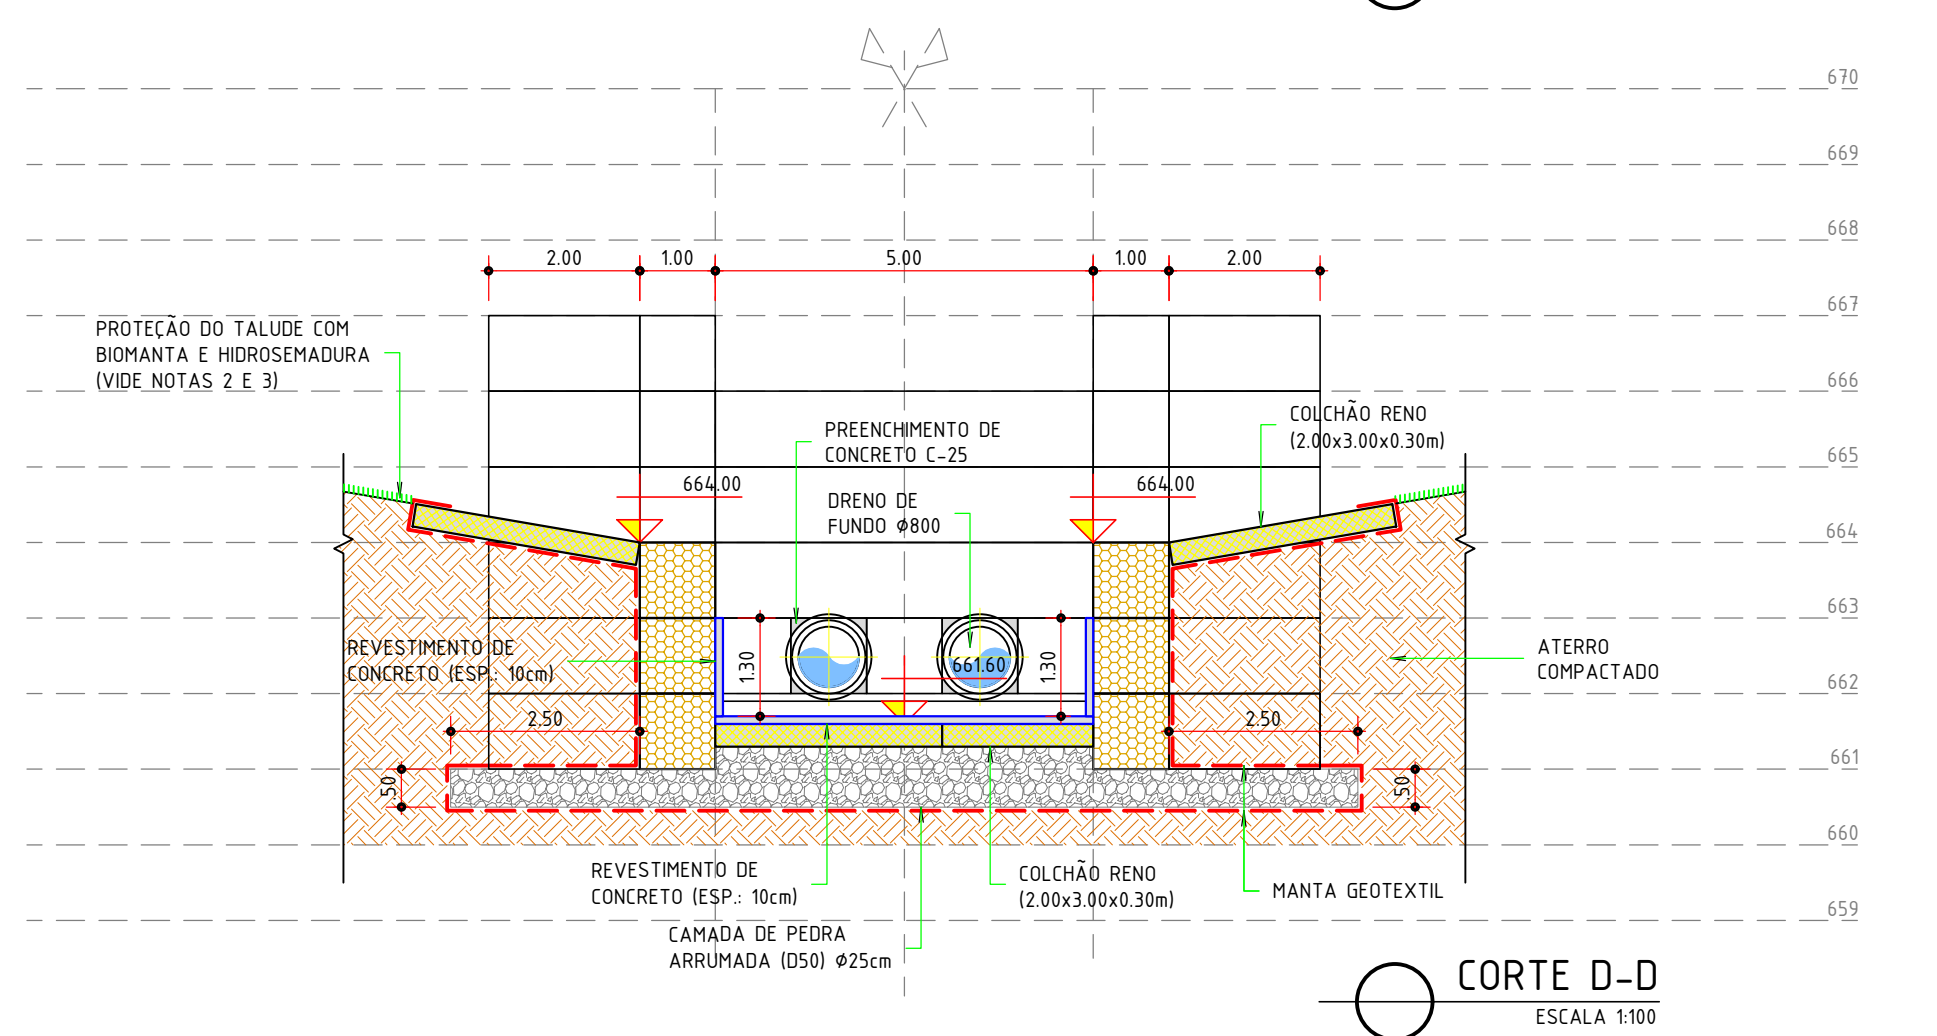 670
669
668
2.00 1.00 5.00 1.00 2.00
667
PROTEÇÃO DO TALUDE COM
BIOMANTA E HIDROSEMADURA
(VIDE NOTAS 2 E 3)
666
COLCHÃO RENO
(2.00x3.00x0.30m)
PREENCHIMENTO DE
CONCRETO C-25
665
664.00
664.00
DRENO DE
FUNDO Ø800
664
663
REVESTIMENTO DE
CONCRETO (ESP.: 10cm)
1.30
661.60
1.30
ATERRO
COMPACTADO
662
2.50
2.50
661
.50
.50
660
REVESTIMENTO DE
CONCRETO (ESP.: 10cm)
COLCHÃO RENO
(2.00x3.00x0.30m)
MANTA GEOTEXTIL
659
CAMADA DE PEDRA
ARRUMADA (D50) Ø25cm
CORTE D-D
ESCALA 1:100